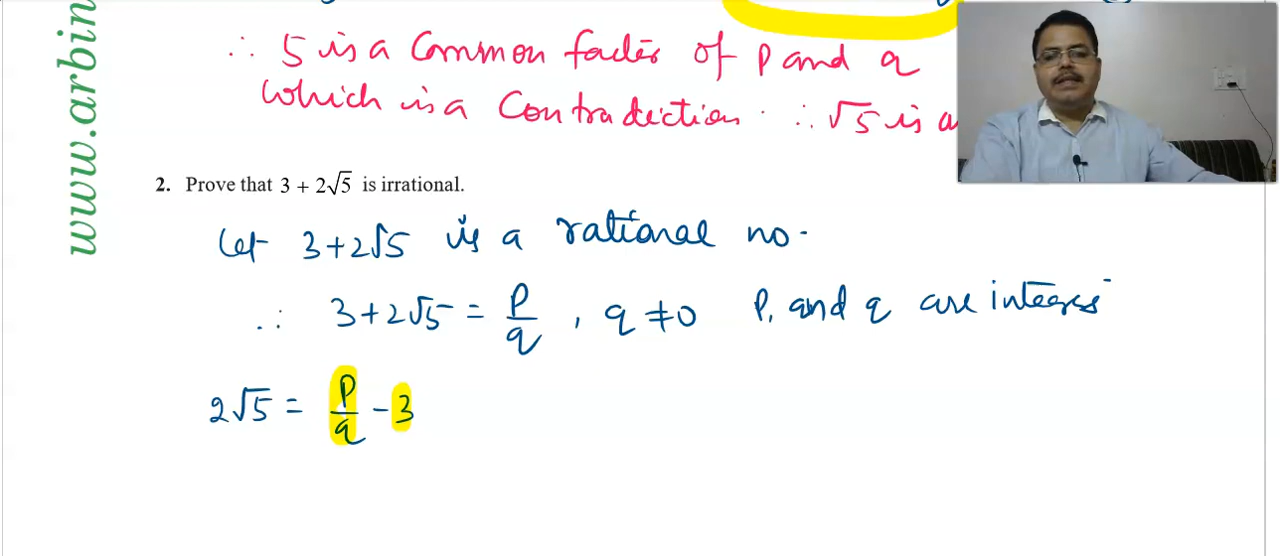 ∴ 5 is a Common factor of P and q
which is a Contradiction. ∴ √5 is
www.arbin
2. Prove that 3 + 2√5 is irrational.
Let 3+2√5 is a rational no.
∴ 3+2√5 = P/q , q ≠ 0 P, and q are integers
2√5 = P/q - 3